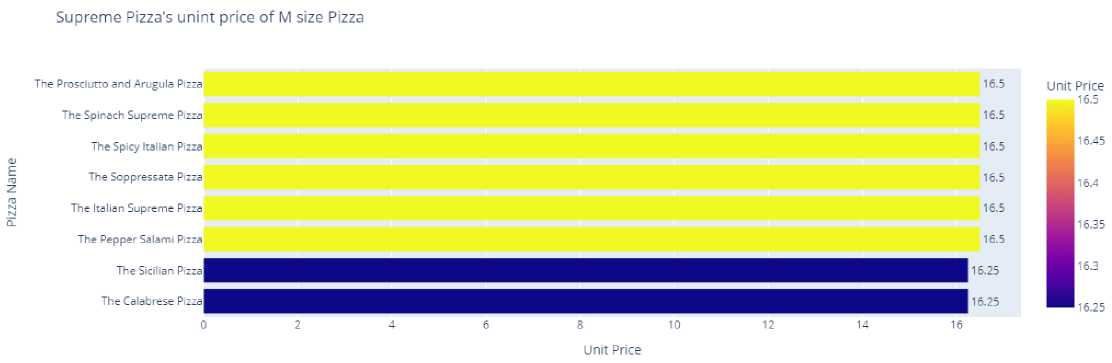 Supreme Pizza's unint price of M size Pizza
Pizza Name
The Prosciutto and Arugula Pizza 16.5
The Spinach Supreme Pizza 16.5
The Spicy Italian Pizza 16.5
The Soppressata Pizza 16.5
The Italian Supreme Pizza 16.5
The Pepper Salami Pizza 16.5
The Sicilian Pizza 16.25
The Calabrese Pizza 16.25
0 2 4 6 8 10 12 14 16
Unit Price
Unit Price
16.5
16.45
16.4
16.35
16.3
16.25